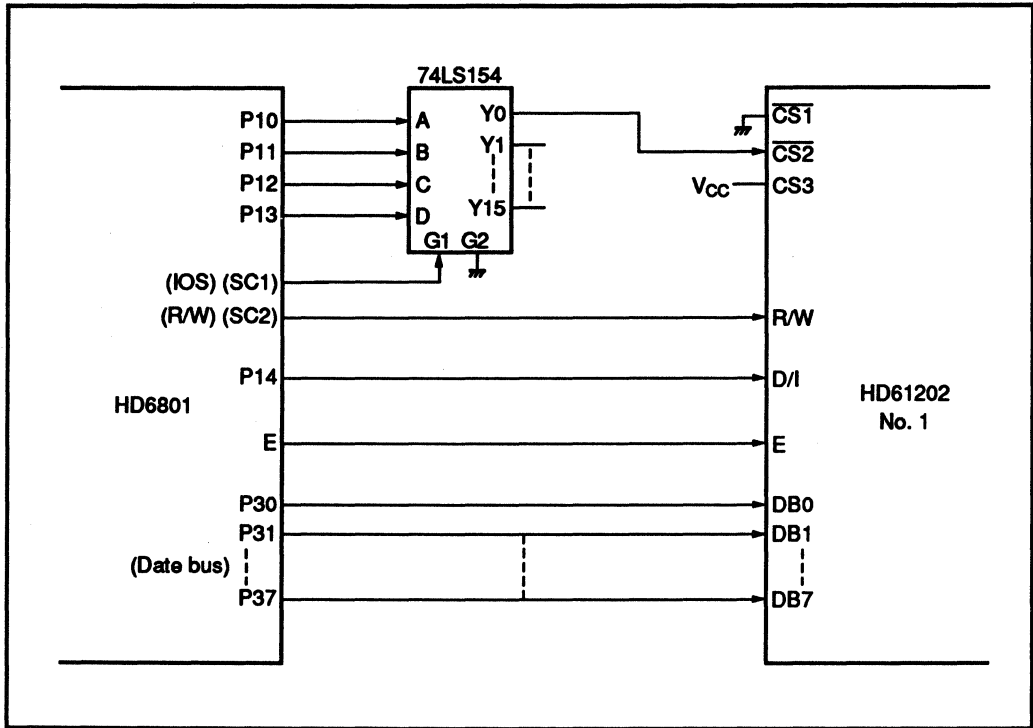 74LS154
P10
A
Y0
CS1
P11
B
Y1
CS2
P12
C
VCC
CS3
P13
D
Y15
G1 G2
(IOS) (SC1)
(R/W) (SC2)
R/W
P14
D/I
HD6801
HD61202
No. 1
E
E
P30
DB0
P31
DB1
(Date bus)
P37
DB7